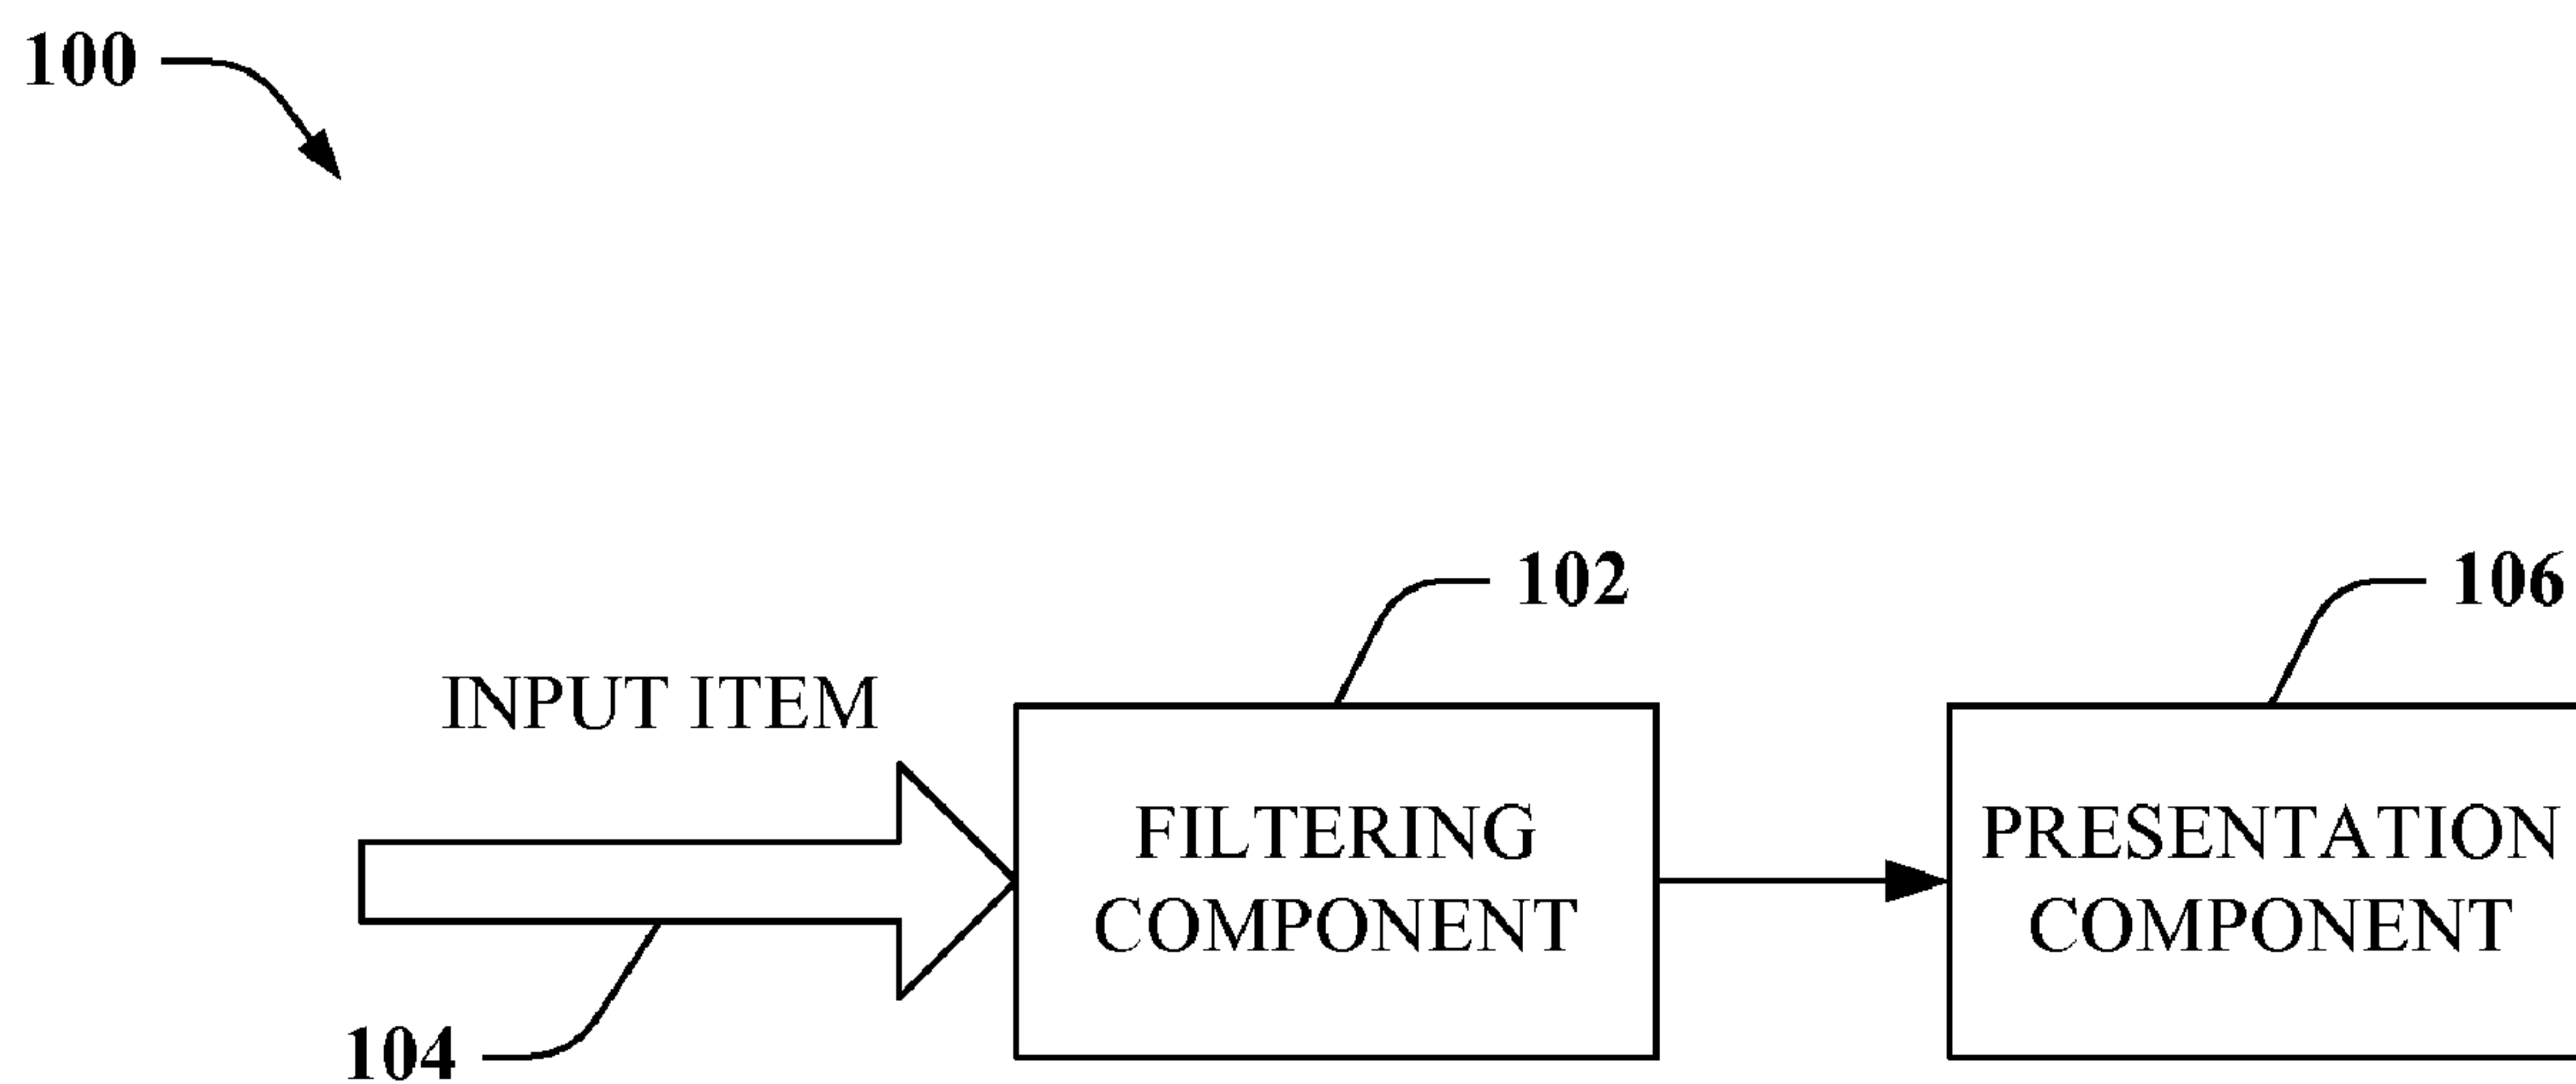 100
102
106
INPUT ITEM
FILTERING
COMPONENT
PRESENTATION
COMPONENT
104